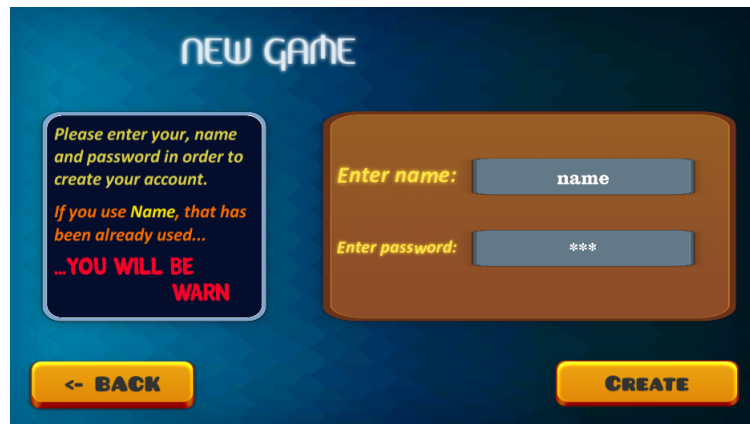 NEW GAME
Please enter your, name
and password in order to
create your account.
If you use Name, that has
been already used...
...YOU WILL BE
WARN
Enter name:
name
Enter password:
***
<- BACK
CREATE